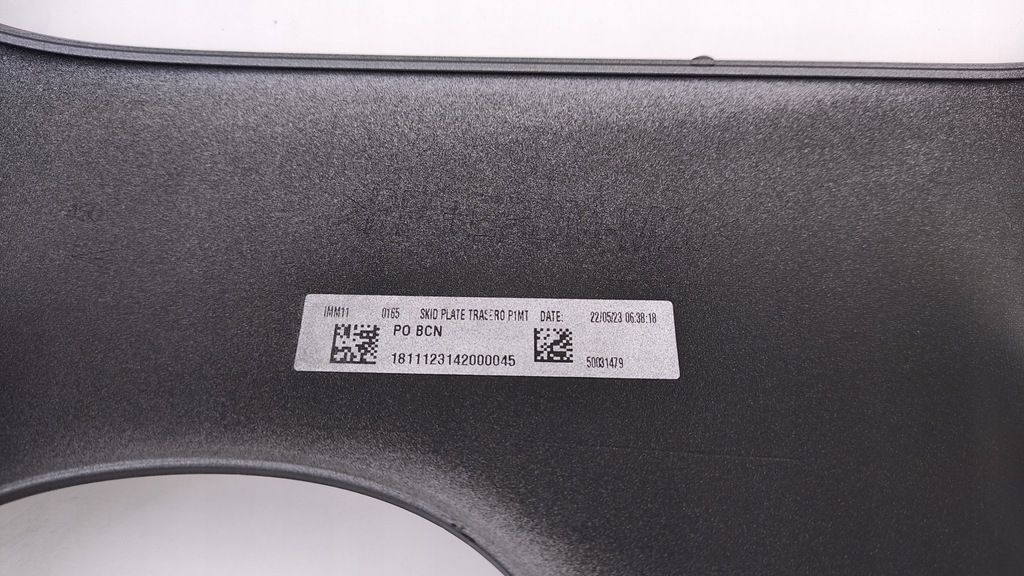 IMM11 0165 SKID PLATE TRASERO P1MT DATE: 22/05/23 06:38:18
PO BCN
1811123142000045
50031479